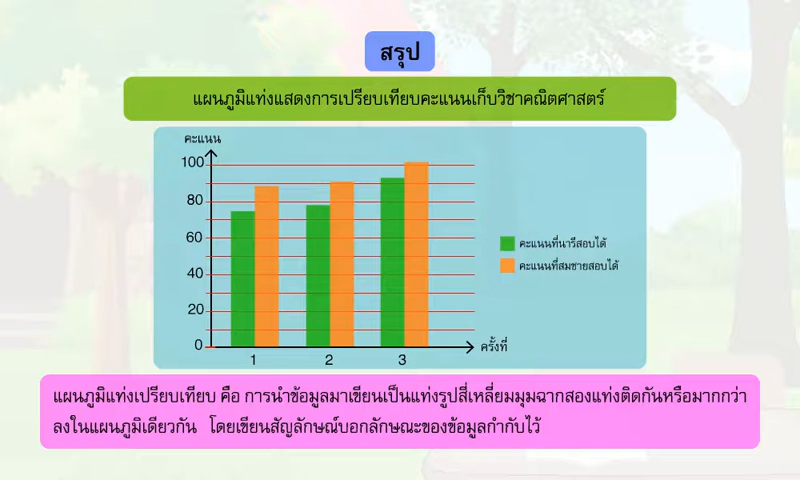 สรุป
แผนภูมิแท่งแสดงการเปรียบเทียบคะแนนเก็บวิชาคณิตศาสตร์
คะแนน
100
80
60
40
20
0
1 2 3
ครั้งที่
คะแนนที่นารีสอบได้
คะแนนที่สมชายสอบได้
แผนภูมิแท่งเปรียบเทียบ คือ การนำข้อมูลมาเขียนเป็นแท่งรูปสี่เหลี่ยมมุมฉากสองแท่งติดกันหรือมากกว่า
ลงในแผนภูมิเดียวกัน โดยเขียนสัญลักษณ์บอกลักษณะของข้อมูลกำกับไว้